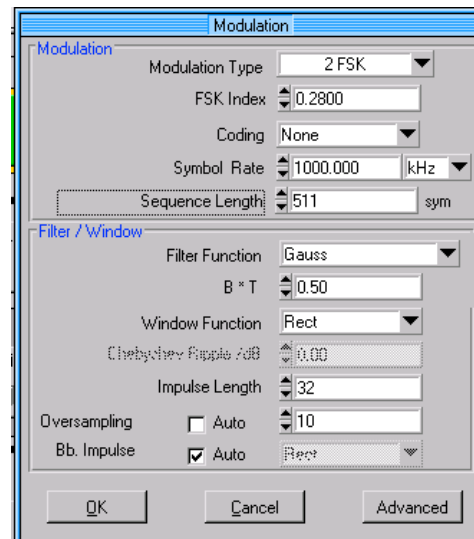 Modulation
Modulation
Modulation Type 2 FSK
FSK Index 0.2800
Coding None
Symbol Rate 1000.000 kHz
Sequence Length 511 sym
Filter / Window
Filter Function Gauss
B * T 0.50
Window Function Rect
Chebychev Ripple /dB 0.00
Impulse Length 32
Oversampling Auto 10
Bb. Impulse Auto Rect
OK Cancel Advanced